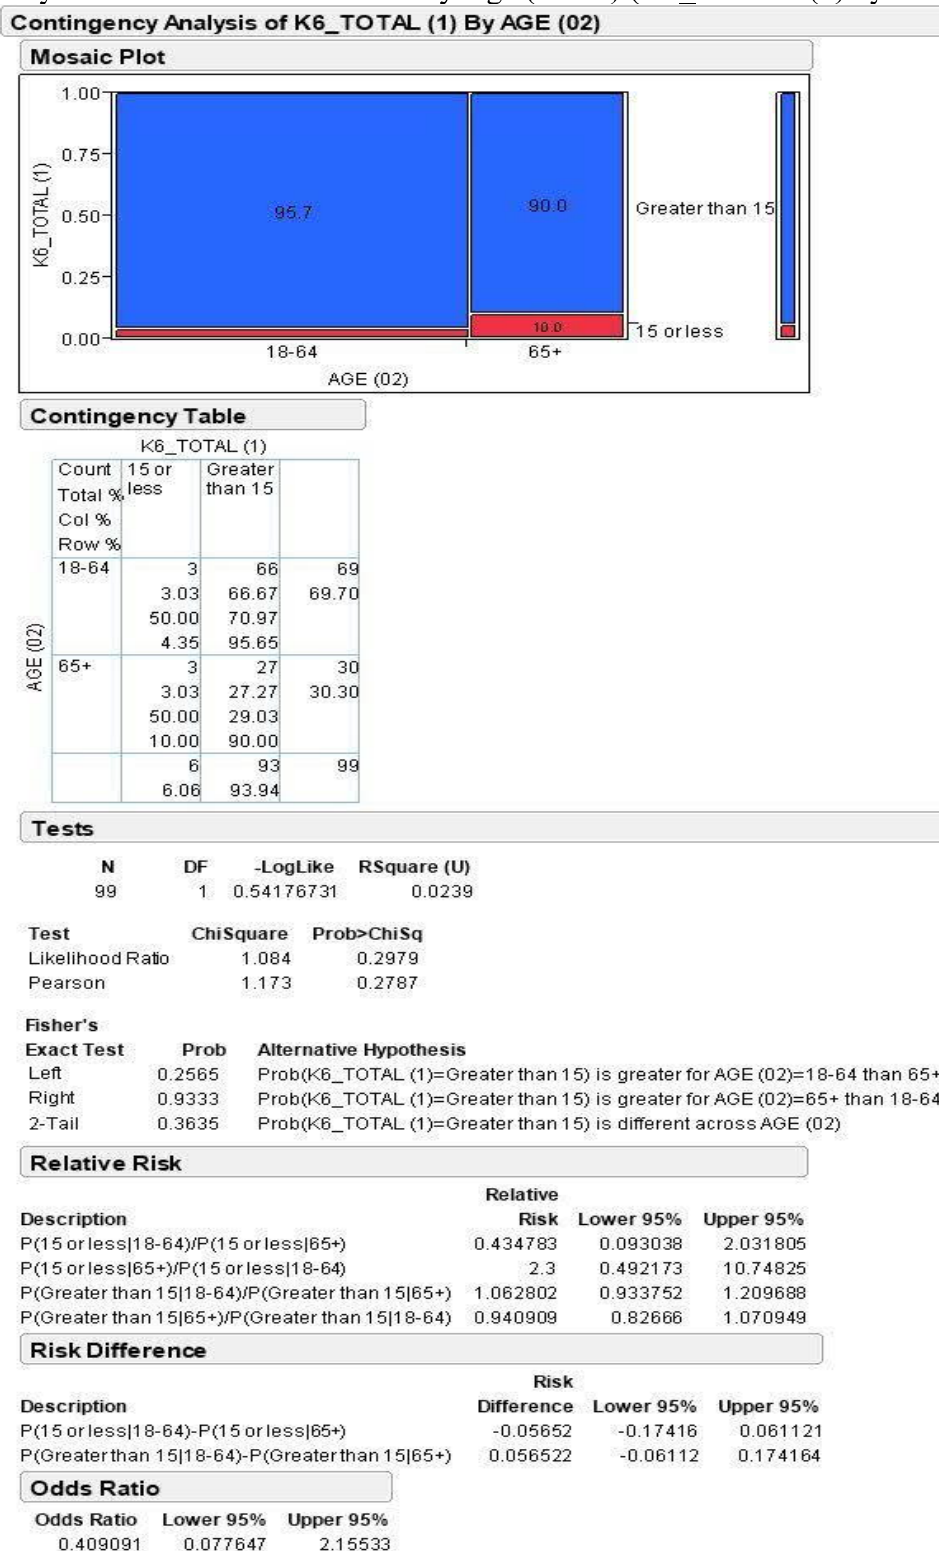 Contingency Analysis of K6_TOTAL (1) By AGE (02)
Mosaic Plot
1.00
0.75
0.50
0.25
0.00
K6_TOTAL (1)
95.7
90.0
10.0
Greater than 15
15 or less
18-64 65+
AGE (02)
Contingency Table
K6_TOTAL (1)
AGE (02)
Count 15 or less Greater than 15
Total %
Col %
Row %
18-64 3 66 69
3.03 66.67 69.70
50.00 70.97
4.35 95.65
65+ 3 27 30
3.03 27.27 30.30
50.00 29.03
10.00 90.00
6 93 99
6.06 93.94
Tests
N DF -LogLike RSquare (U)
99 1 0.54176731 0.0239
Test ChiSquare Prob>ChiSq
Likelihood Ratio 1.084 0.2979
Pearson 1.173 0.2787
Fisher's
Exact Test Prob Alternative Hypothesis
Left 0.2565 Prob(K6_TOTAL (1)=Greater than 15) is greater for AGE (02)=18-64 than 65+
Right 0.9333 Prob(K6_TOTAL (1)=Greater than 15) is greater for AGE (02)=65+ than 18-64
2-Tail 0.3635 Prob(K6_TOTAL (1)=Greater than 15) is different across AGE (02)
Relative Risk
Relative
Description Risk Lower 95% Upper 95%
P(15 or less|18-64)/P(15 or less|65+) 0.434783 0.093038 2.031805
P(15 or less|65+)/P(15 or less|18-64) 2.3 0.492173 10.74825
P(Greater than 15|18-64)/P(Greater than 15|65+) 1.062802 0.933752 1.209688
P(Greater than 15|65+)/P(Greater than 15|18-64) 0.940909 0.82666 1.070949
Risk Difference
Risk
Description Difference Lower 95% Upper 95%
P(15 or less|18-64)-P(15 or less|65+) -0.05652 -0.17416 0.061121
P(Greater than 15|18-64)-P(Greater than 15|65+) 0.056522 -0.06112 0.174164
Odds Ratio
Odds Ratio Lower 95% Upper 95%
0.409091 0.077647 2.15533